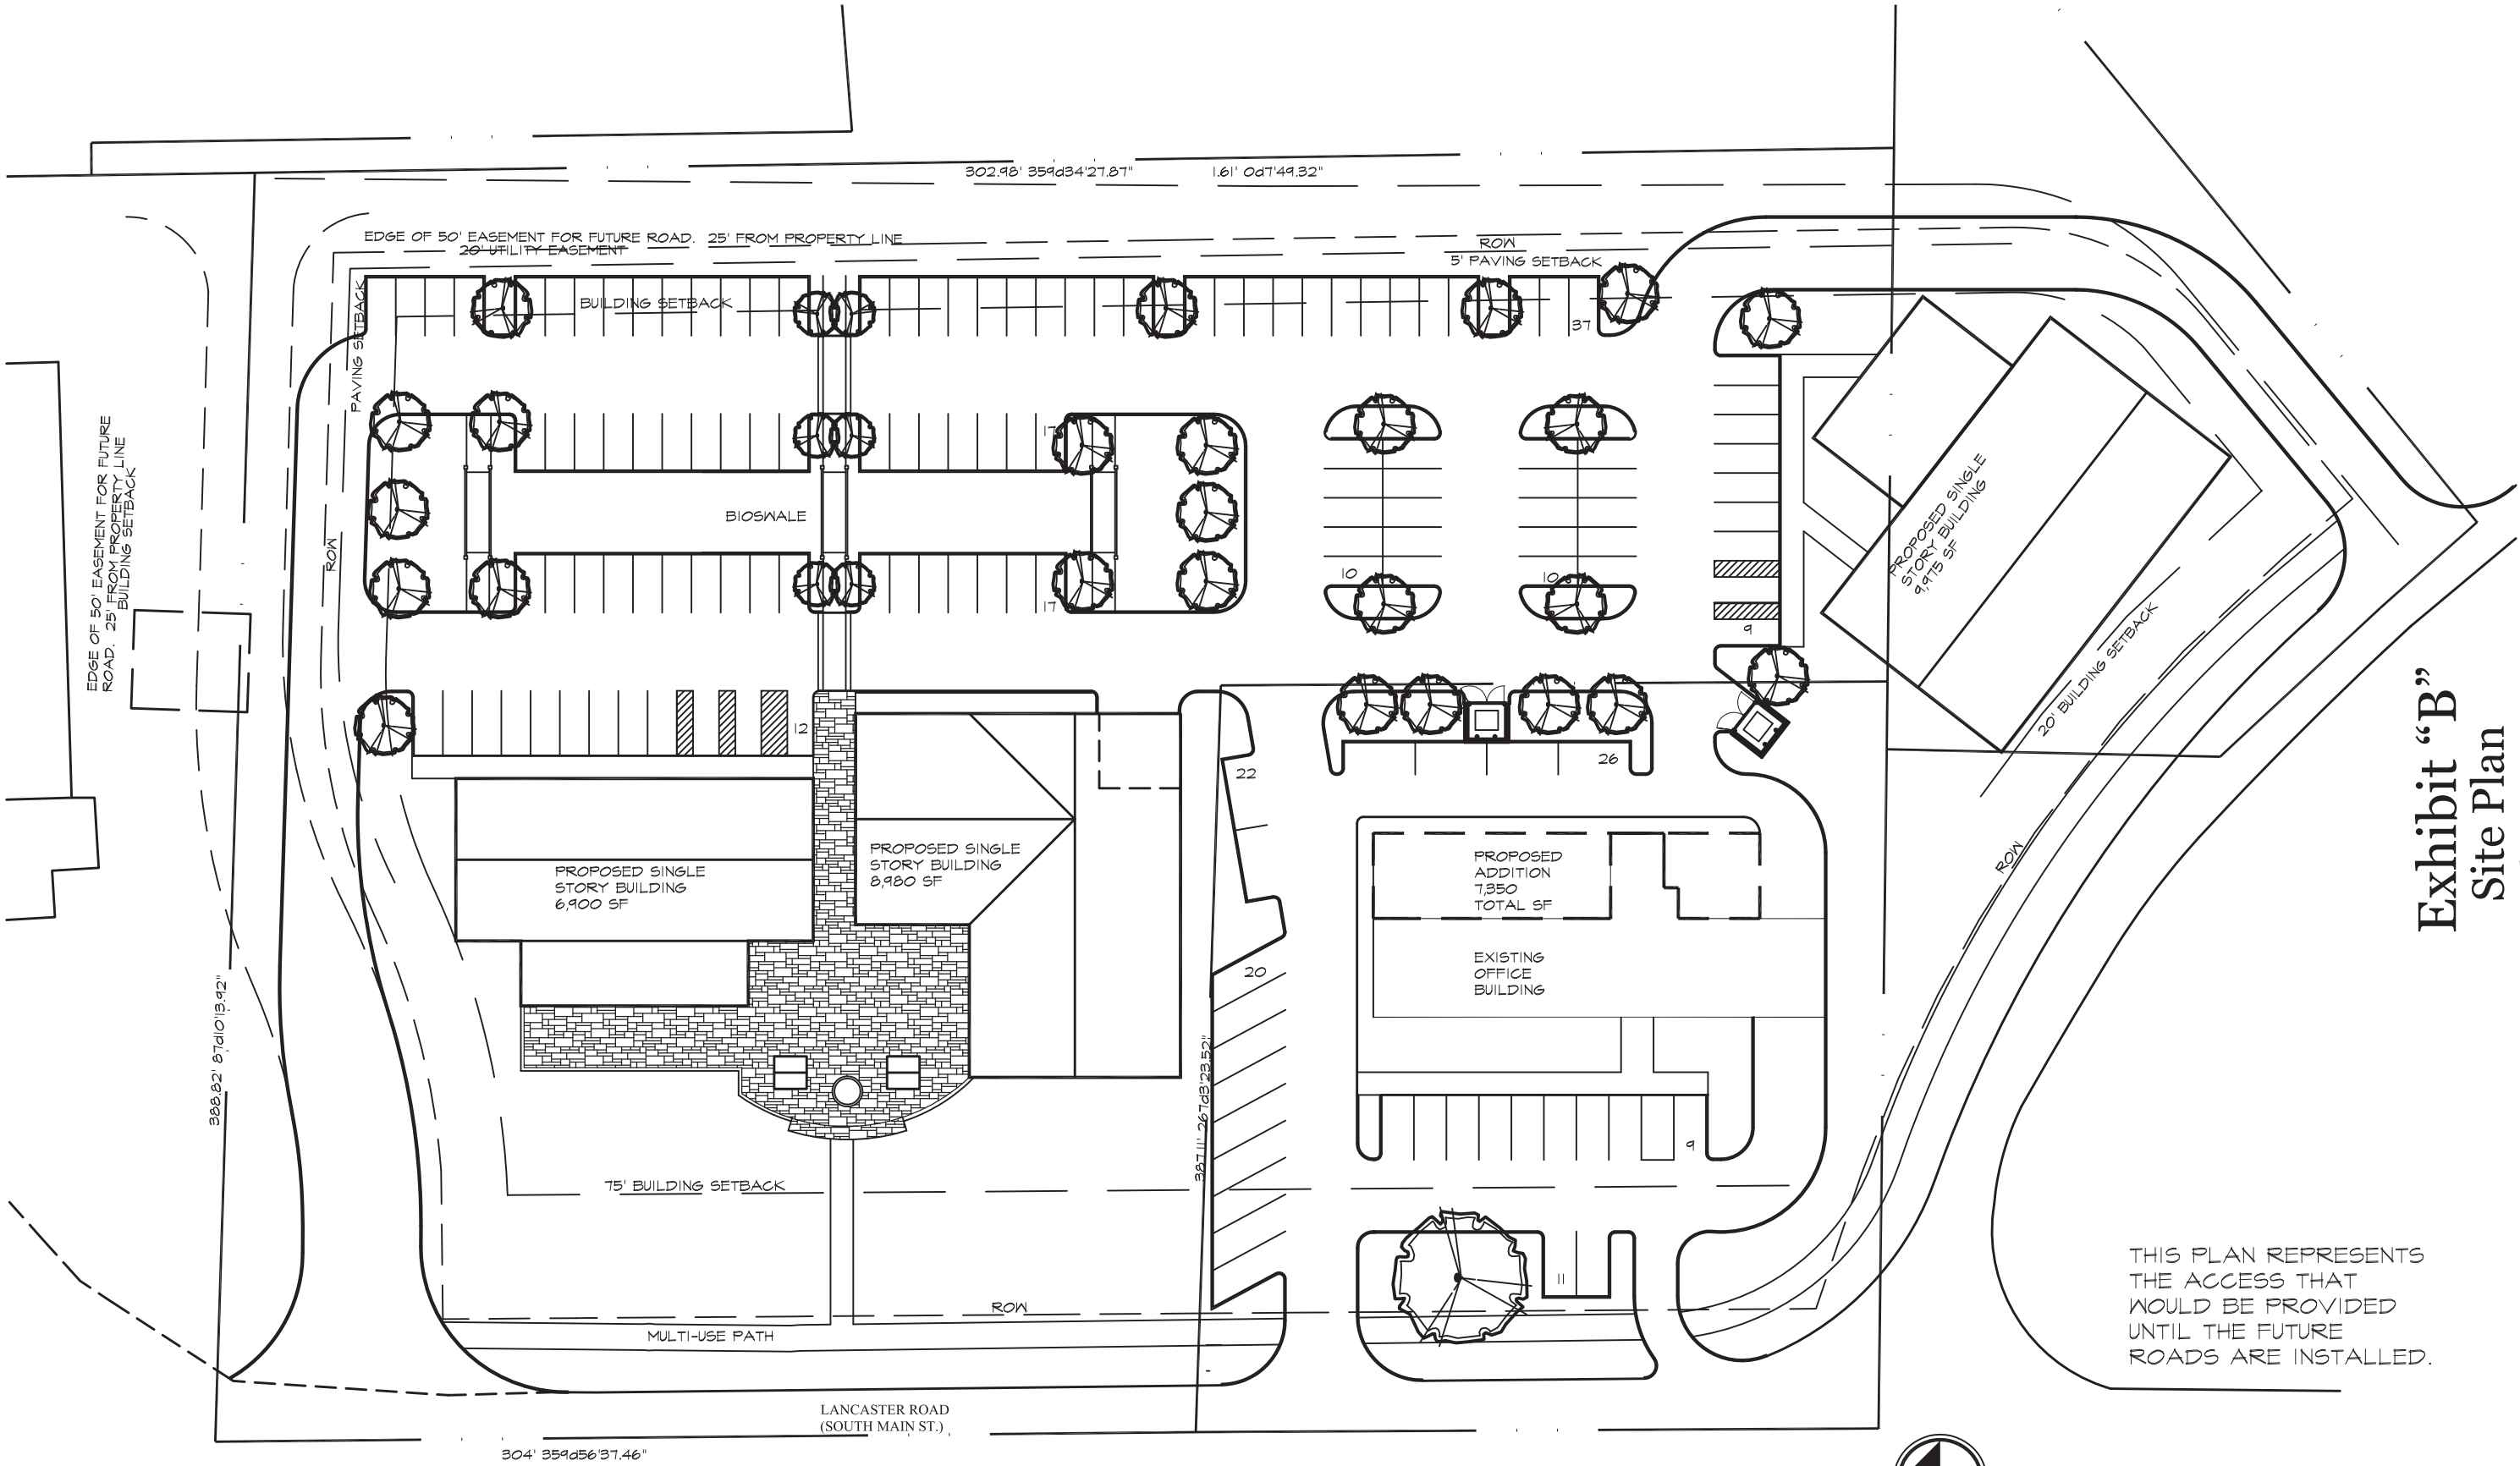 302.98' 359d34'27.87"
1.61' 0d7'49.32"
EDGE OF 50' EASEMENT FOR FUTURE ROAD. 25' FROM PROPERTY LINE
20' UTILITY EASEMENT
ROW
5' PAVING SETBACK
BUILDING SETBACK
PAVING SETBACK
37
EDGE OF 50' EASEMENT FOR FUTURE
ROAD. 25' FROM PROPERTY LINE
BUILDING SETBACK
ROW
17
BIOSWALE
17
10
10
9
PROPOSED SINGLE
STORY BUILDING
9,975 SF
20' BUILDING SETBACK
Exhibit “B”
Site Plan
12
22
26
PROPOSED SINGLE
STORY BUILDING
6,900 SF
PROPOSED SINGLE
STORY BUILDING
8,980 SF
PROPOSED
ADDITION
7,350
TOTAL SF
ROW
20
EXISTING
OFFICE
BUILDING
388.82' 87d10'13.92"
387.11' 267d3'23.52"
9
75' BUILDING SETBACK
11
ROW
MULTI-USE PATH
THIS PLAN REPRESENTS
THE ACCESS THAT
WOULD BE PROVIDED
UNTIL THE FUTURE
ROADS ARE INSTALLED.
LANCASTER ROAD
(SOUTH MAIN ST.)
304' 359d56'37.46"